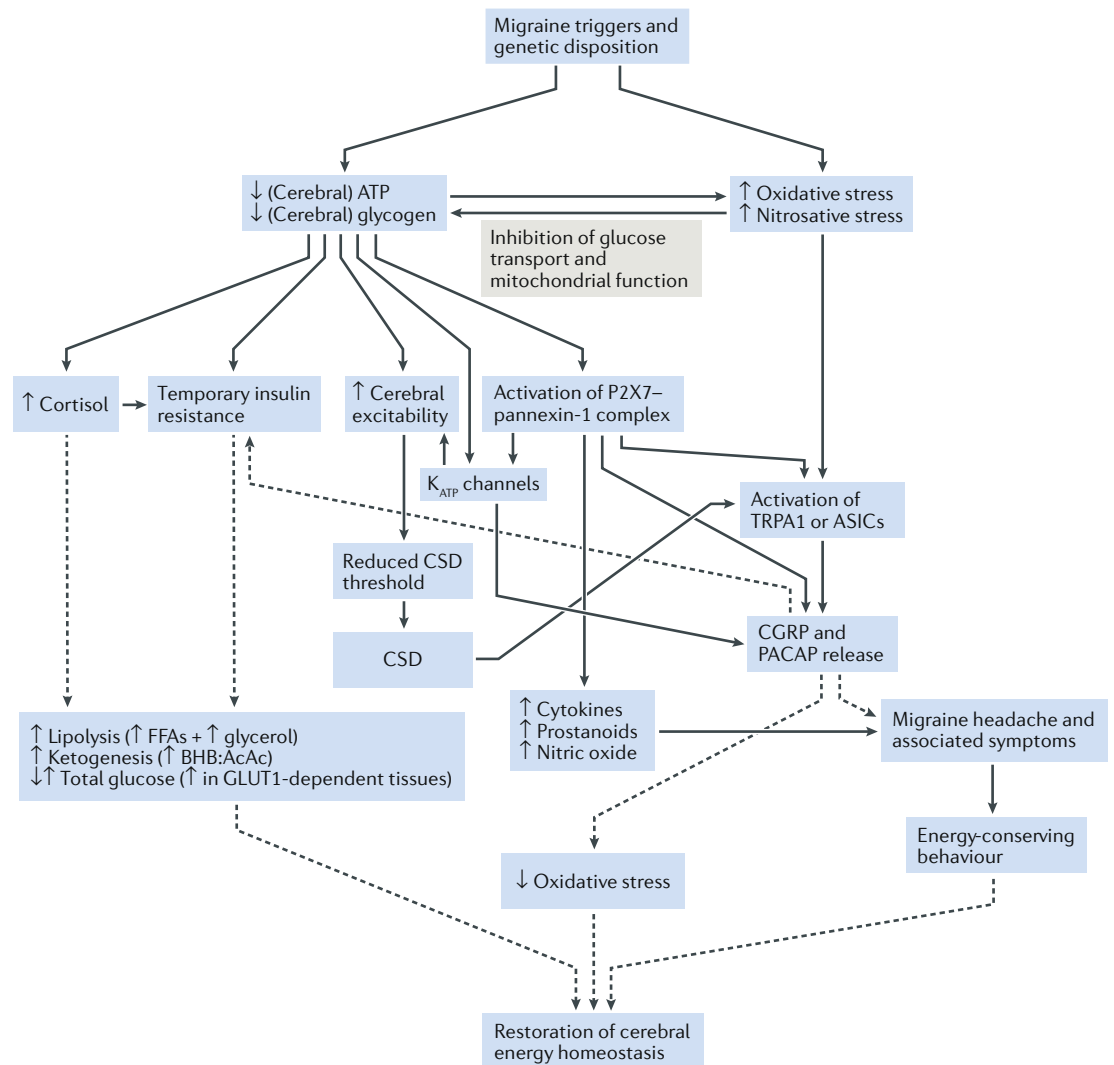 Migraine triggers and
genetic disposition
↓ (Cerebral) ATP
↓ (Cerebral) glycogen
↑ Oxidative stress
↑ Nitrosative stress
Inhibition of glucose
transport and
mitochondrial function
↑ Cortisol
Temporary insulin
resistance
↑ Cerebral
excitability
Activation of P2X7–
pannexin-1 complex
K_ATP channels
Activation of
TRPA1 or ASICs
Reduced CSD
threshold
CGRP and
PACAP release
CSD
↑ Cytokines
↑ Prostanoids
↑ Nitric oxide
Migraine headache and
associated symptoms
↑ Lipolysis (↑ FFAs + ↑ glycerol)
↑ Ketogenesis (↑ BHB:AcAc)
↓↑ Total glucose (↑ in GLUT1-dependent tissues)
Energy-conserving
behaviour
↓ Oxidative stress
Restoration of cerebral
energy homeostasis